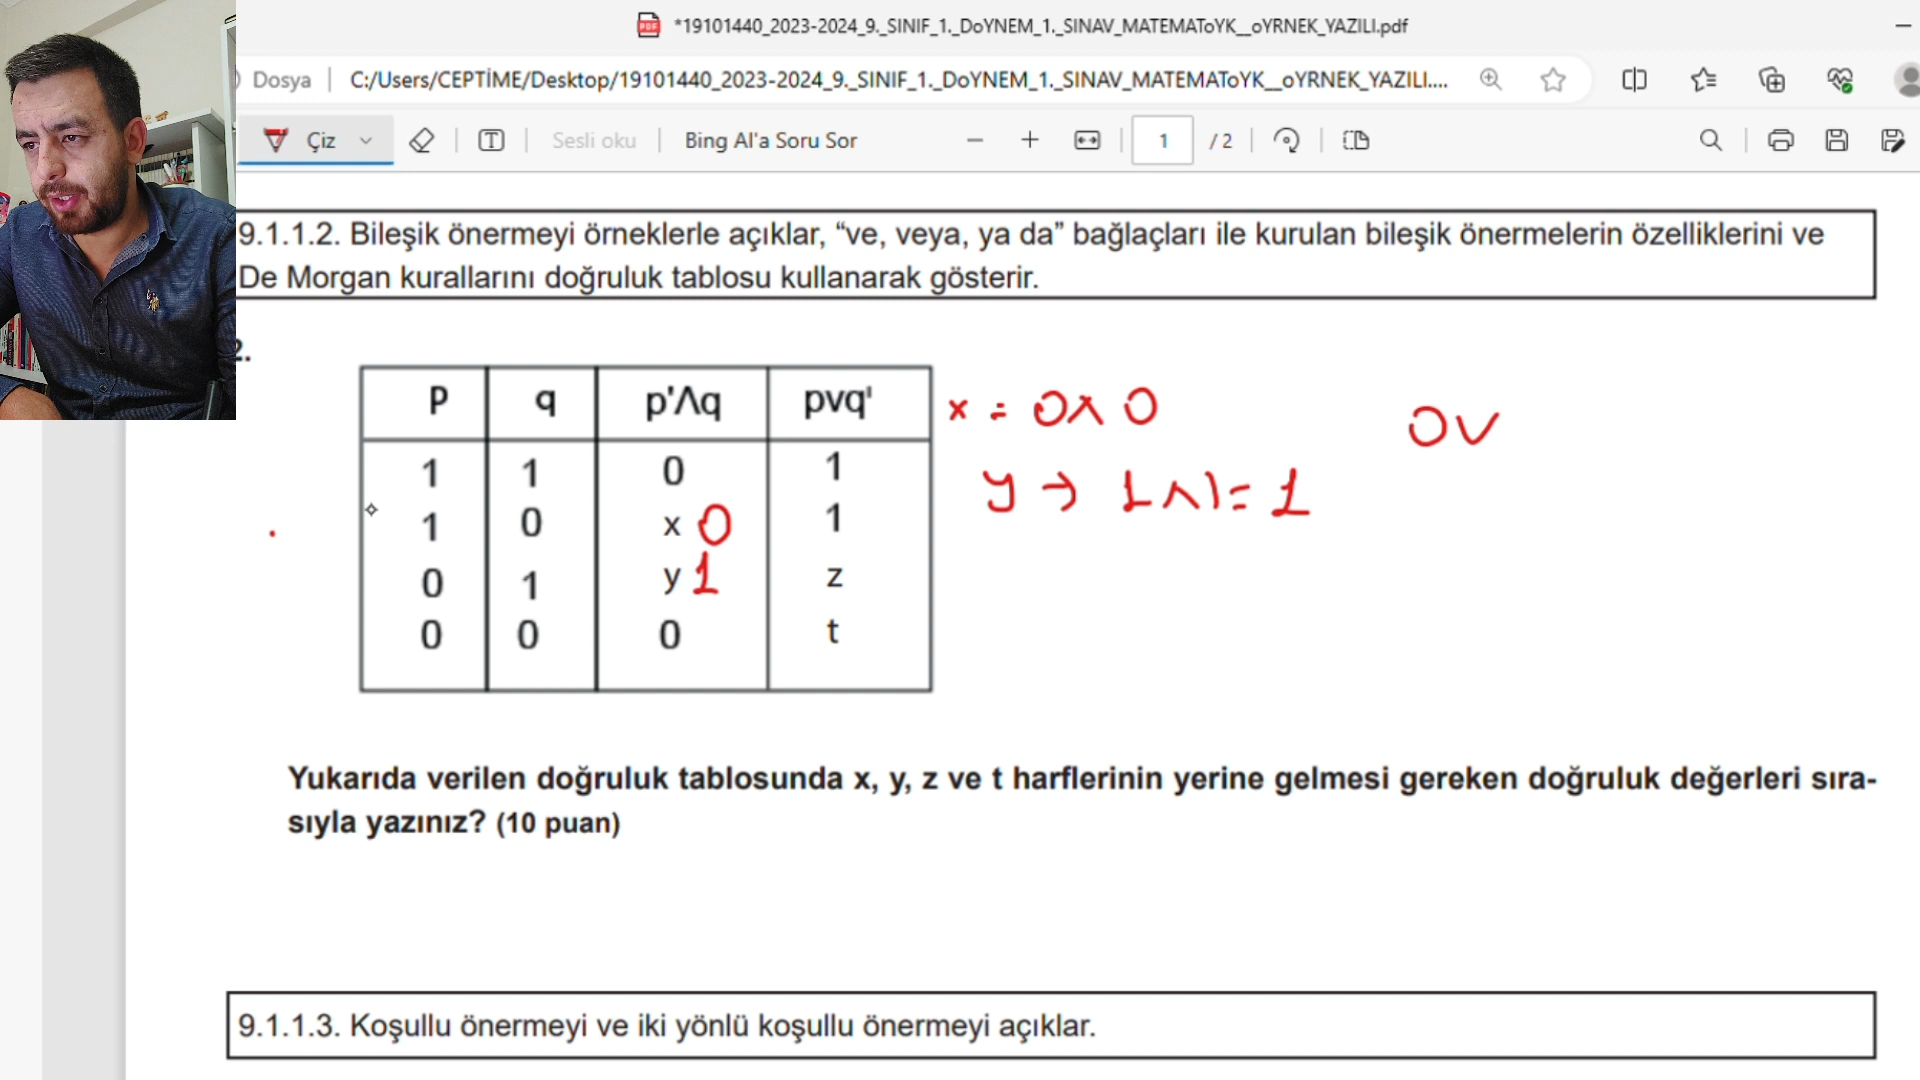 *19101440_2023-2024_9._SINIF_1._DoYNEM_1._SINAV_MATEMAToYK__oYRNEK_YAZILI.pdf
Dosya C:/Users/CEPTİME/Desktop/19101440_2023-2024_9._SINIF_1._DoYNEM_1._SINAV_MATEMAToYK__oYRNEK_YAZILI....
Çiz Sesli oku Bing AI'a Soru Sor 1 /2
9.1.1.2. Bileşik önermeyi örneklerle açıklar, “ve, veya, ya da” bağlaçları ile kurulan bileşik önermelerin özelliklerini ve
De Morgan kurallarını doğruluk tablosu kullanarak gösterir.
2.
P q p'Λq pvq'
1 1 0 1
1 0 x 0 1
0 1 y 1 z
0 0 0 t
x = 0 ∧ 0
0 ∨
y → 1 ∧ 1 = 1
Yukarıda verilen doğruluk tablosunda x, y, z ve t harflerinin yerine gelmesi gereken doğruluk değerleri sıra-
sıyla yazınız? (10 puan)
9.1.1.3. Koşullu önermeyi ve iki yönlü koşullu önermeyi açıklar.